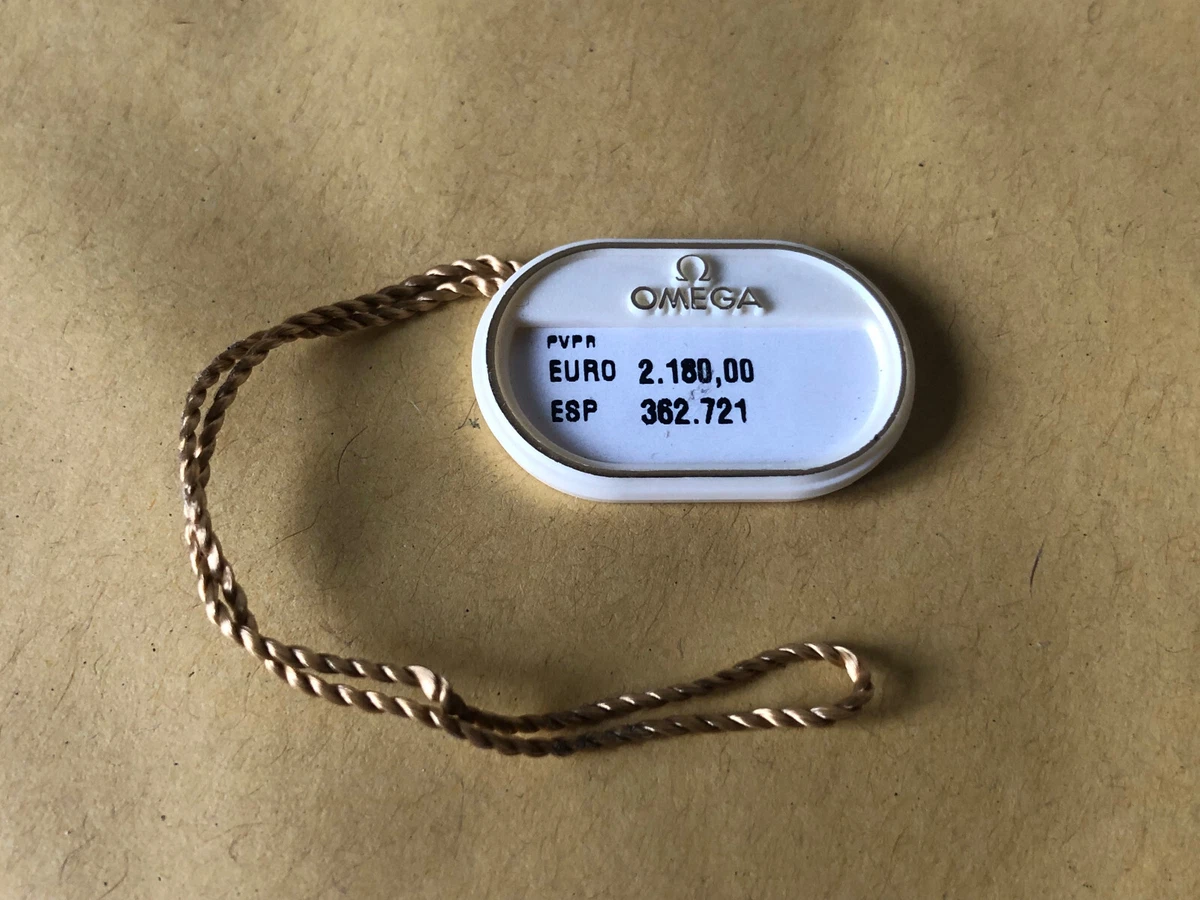 Ω
OMEGA
PVPR
EURO 2.180,00
ESP 362.721